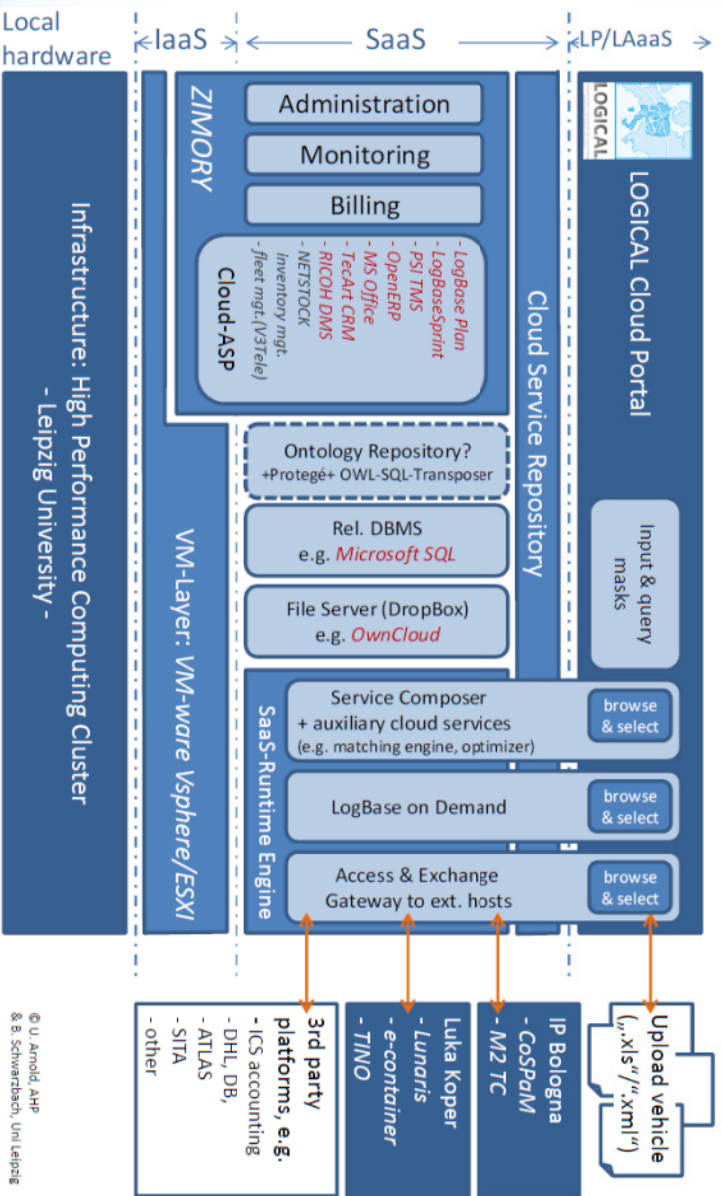 Local
hardware
IaaS
SaaS
LP/LAaaS
LOGICAL
LOGICAL Cloud Portal
Input & query
masks
browse
& select
browse
& select
browse
& select
Cloud Service Repository
ZIMORY
Administration
Monitoring
Billing
- LogBase Plan
- LogBaseSprint
- PSI TMS
- OpenERP
- MS Office
- TecArt CRM
- RICOH DMS
- NETSTOCK
inventory mgt.
- fleet mgt.(V3Tele)
Cloud-ASP
Ontology Repository?
+Protegé+ OWL-SQL-Transposer
Rel. DBMS
e.g. Microsoft SQL
File Server (DropBox)
e.g. OwnCloud
SaaS-Runtime Engine
Service Composer
+ auxiliary cloud services
(e.g. matching engine, optimizer)
LogBase on Demand
Access & Exchange
Gateway to ext. hosts
VM-Layer: VM-ware Vsphere/ESXI
Infrastructure: High Performance Computing Cluster
- Leipzig University -
Upload vehicle
(„.xls“/“.xml“)
IP Bologna
- CoSPaM
- M2 TC
Luka Koper
- Lunaris
- e-container
- TINO
3rd party
platforms, e.g.
- ICS accounting
- DHL, DB,
- ATLAS
- SITA
- other
© U. Arnold, AHP
& B. Schwarzbach, Uni Leipzig